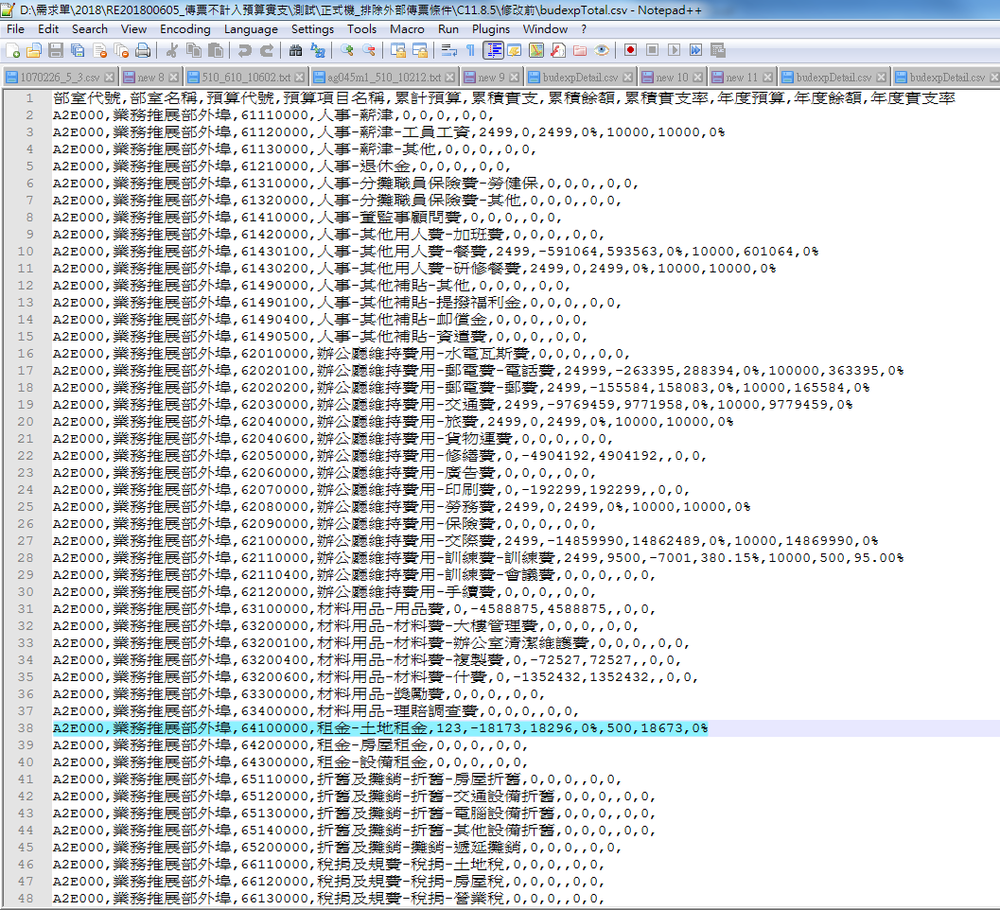 D:\需求單\2018\RE201800605_傳票不計入預算實支\測試\正式機_排除外部傳票條件\C11.8.5\修改前\budexpTotal.csv - Notepad++
File Edit Search View Encoding Language Settings Tools Macro Run Plugins Window ?
1070226_5_3.csv new 8 510_610_10602.txt ag045m1_510_10212.txt new 9 budexpDetail.csv new 10 new 11 budexpDetail.csv budexpDetail.csv
1 部室代號,部室名稱,預算代號,預算項目名稱,累計預算,累積實支,累積餘額,累積實支率,年度預算,年度餘額,年度實支率
2 A2E000,業務推展部外埠,61110000,人事-薪津,0,0,0,,0,0,
3 A2E000,業務推展部外埠,61120000,人事-薪津-工員工資,2499,0,2499,0%,10000,10000,0%
4 A2E000,業務推展部外埠,61130000,人事-薪津-其他,0,0,0,,0,0,
5 A2E000,業務推展部外埠,61210000,人事-退休金,0,0,0,,0,0,
6 A2E000,業務推展部外埠,61310000,人事-分攤職員保險費-勞健保,0,0,0,,0,0,
7 A2E000,業務推展部外埠,61320000,人事-分攤職員保險費-其他,0,0,0,,0,0,
8 A2E000,業務推展部外埠,61410000,人事-董監事顧問費,0,0,0,,0,0,
9 A2E000,業務推展部外埠,61420000,人事-其他用人費-加班費,0,0,0,,0,0,
10 A2E000,業務推展部外埠,61430100,人事-其他用人費-餐費,2499,-591064,593563,0%,10000,601064,0%
11 A2E000,業務推展部外埠,61430200,人事-其他用人費-研修餐費,2499,0,2499,0%,10000,10000,0%
12 A2E000,業務推展部外埠,61490000,人事-其他補貼-其他,0,0,0,,0,0,
13 A2E000,業務推展部外埠,61490100,人事-其他補貼-提撥福利金,0,0,0,,0,0,
14 A2E000,業務推展部外埠,61490400,人事-其他補貼-卹償金,0,0,0,,0,0,
15 A2E000,業務推展部外埠,61490500,人事-其他補貼-資遣費,0,0,0,,0,0,
16 A2E000,業務推展部外埠,62010000,辦公廳維持費用-水電瓦斯費,0,0,0,,0,0,
17 A2E000,業務推展部外埠,62020100,辦公廳維持費用-郵電費-電話費,24999,-263395,288394,0%,100000,363395,0%
18 A2E000,業務推展部外埠,62020200,辦公廳維持費用-郵電費-郵費,2499,-155584,158083,0%,10000,165584,0%
19 A2E000,業務推展部外埠,62030000,辦公廳維持費用-交通費,2499,-9769459,9771958,0%,10000,9779459,0%
20 A2E000,業務推展部外埠,62040000,辦公廳維持費用-旅費,2499,0,2499,0%,10000,10000,0%
21 A2E000,業務推展部外埠,62040600,辦公廳維持費用-貨物運費,0,0,0,,0,0,
22 A2E000,業務推展部外埠,62050000,辦公廳維持費用-修繕費,0,-4904192,4904192,,0,0,
23 A2E000,業務推展部外埠,62060000,辦公廳維持費用-廣告費,0,0,0,,0,0,
24 A2E000,業務推展部外埠,62070000,辦公廳維持費用-印刷費,0,-192299,192299,,0,0,
25 A2E000,業務推展部外埠,62080000,辦公廳維持費用-勞務費,2499,0,2499,0%,10000,10000,0%
26 A2E000,業務推展部外埠,62090000,辦公廳維持費用-保險費,0,0,0,,0,0,
27 A2E000,業務推展部外埠,62100000,辦公廳維持費用-交際費,2499,-14859990,14862489,0%,10000,14869990,0%
28 A2E000,業務推展部外埠,62110000,辦公廳維持費用-訓練費-訓練費,2499,9500,-7001,380.15%,10000,500,95.00%
29 A2E000,業務推展部外埠,62110400,辦公廳維持費用-訓練費-會議費,0,0,0,,0,0,
30 A2E000,業務推展部外埠,62120000,辦公廳維持費用-手續費,0,0,0,,0,0,
31 A2E000,業務推展部外埠,63100000,材料用品-用品費,0,-4588875,4588875,,0,0,
32 A2E000,業務推展部外埠,63200000,材料用品-材料費-大樓管理費,0,0,0,,0,0,
33 A2E000,業務推展部外埠,63200100,材料用品-材料費-辦公室清潔維護費,0,0,0,,0,0,
34 A2E000,業務推展部外埠,63200400,材料用品-材料費-複製費,0,-72527,72527,,0,0,
35 A2E000,業務推展部外埠,63200600,材料用品-材料費-什費,0,-1352432,1352432,,0,0,
36 A2E000,業務推展部外埠,63300000,材料用品-獎勵費,0,0,0,,0,0,
37 A2E000,業務推展部外埠,63400000,材料用品-理賠調查費,0,0,0,,0,0,
38 A2E000,業務推展部外埠,64100000,租金-土地租金,123,-18173,18296,0%,500,18673,0%
39 A2E000,業務推展部外埠,64200000,租金-房屋租金,0,0,0,,0,0,
40 A2E000,業務推展部外埠,64300000,租金-設備租金,0,0,0,,0,0,
41 A2E000,業務推展部外埠,65110000,折舊及攤銷-折舊-房屋折舊,0,0,0,,0,0,
42 A2E000,業務推展部外埠,65120000,折舊及攤銷-折舊-交通設備折舊,0,0,0,,0,0,
43 A2E000,業務推展部外埠,65130000,折舊及攤銷-折舊-電腦設備折舊,0,0,0,,0,0,
44 A2E000,業務推展部外埠,65140000,折舊及攤銷-折舊-其他設備折舊,0,0,0,,0,0,
45 A2E000,業務推展部外埠,65200000,折舊及攤銷-攤銷-遞延攤銷,0,0,0,,0,0,
46 A2E000,業務推展部外埠,66110000,稅捐及規費-稅捐-土地稅,0,0,0,,0,0,
47 A2E000,業務推展部外埠,66120000,稅捐及規費-稅捐-房屋稅,0,0,0,,0,0,
48 A2E000,業務推展部外埠,66130000,稅捐及規費-稅捐-營業稅,0,0,0,,0,0,